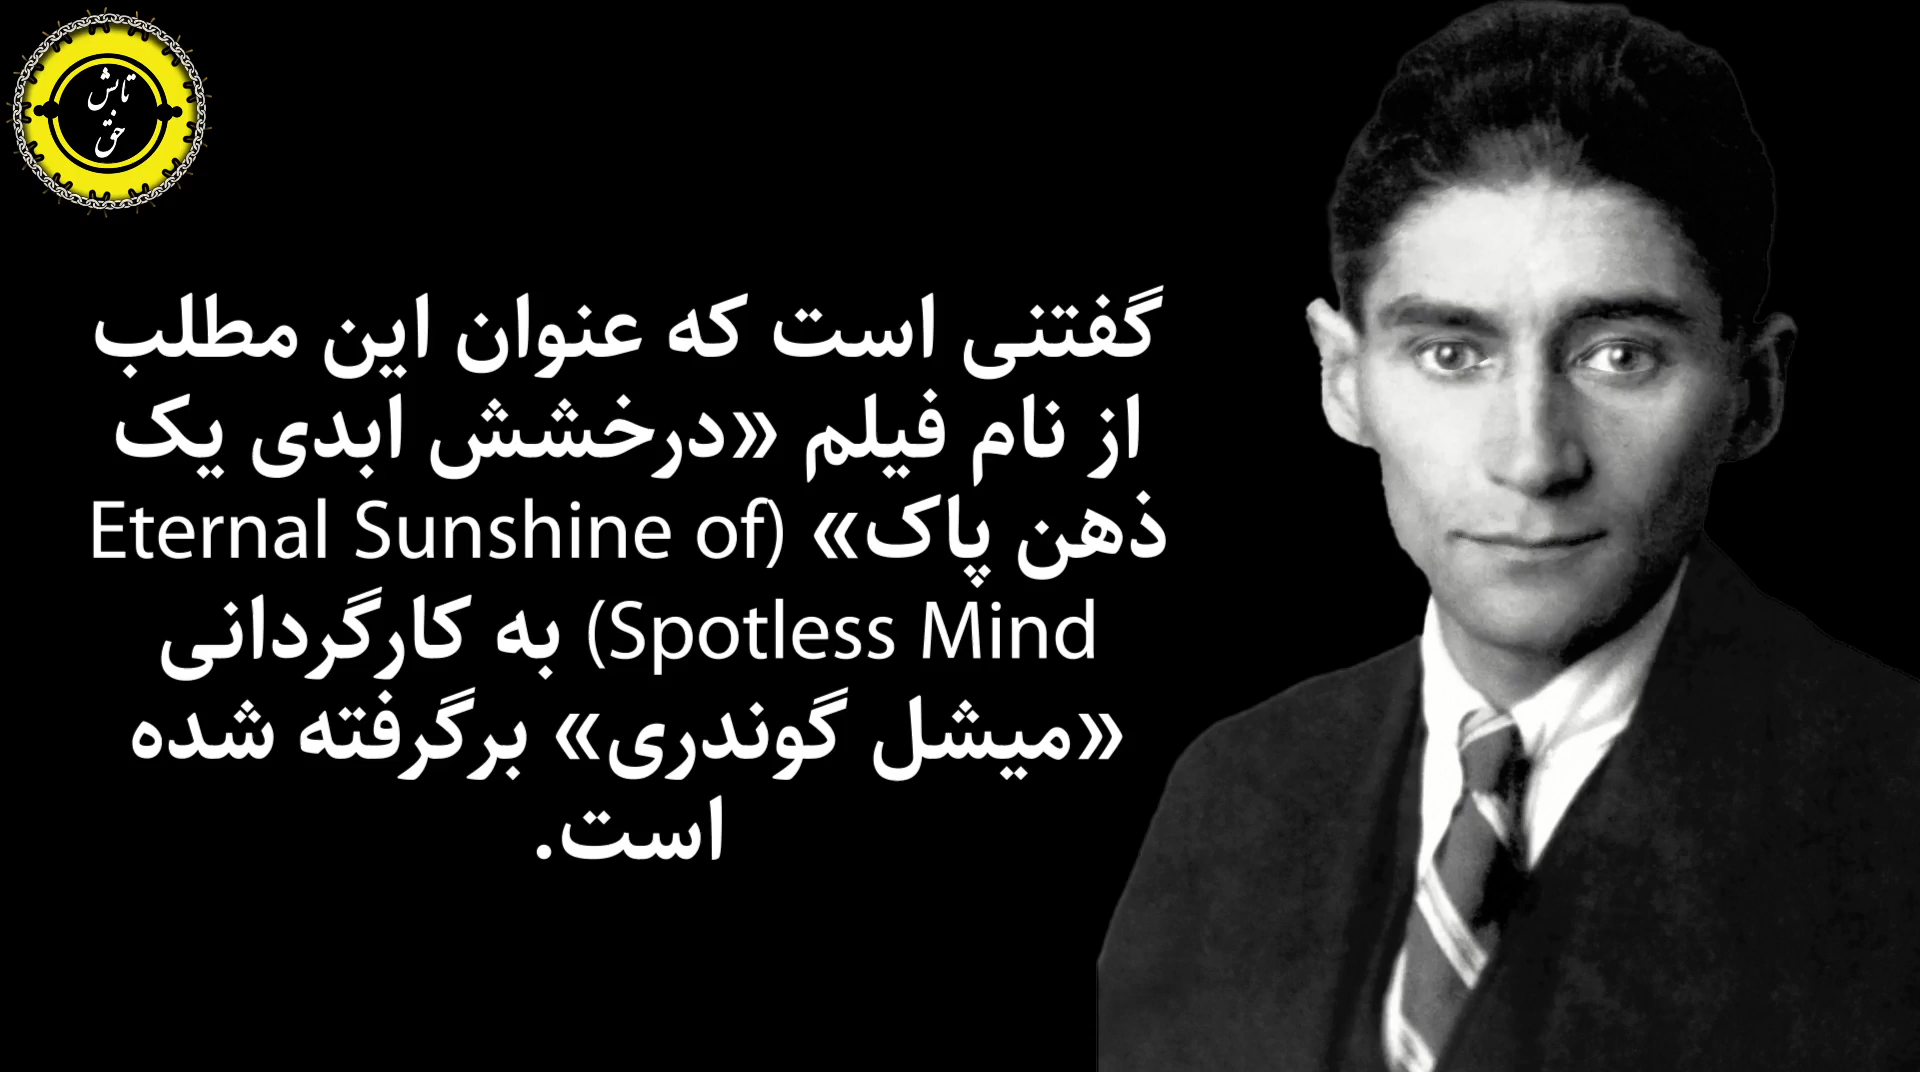 تابش
حق
گفتنی است که عنوان این مطلب
از نام فیلم «درخشش ابدی یک
ذهن پاک» (Eternal Sunshine of
Spotless Mind) به کارگردانی
«میشل گوندری» برگرفته شده
است.